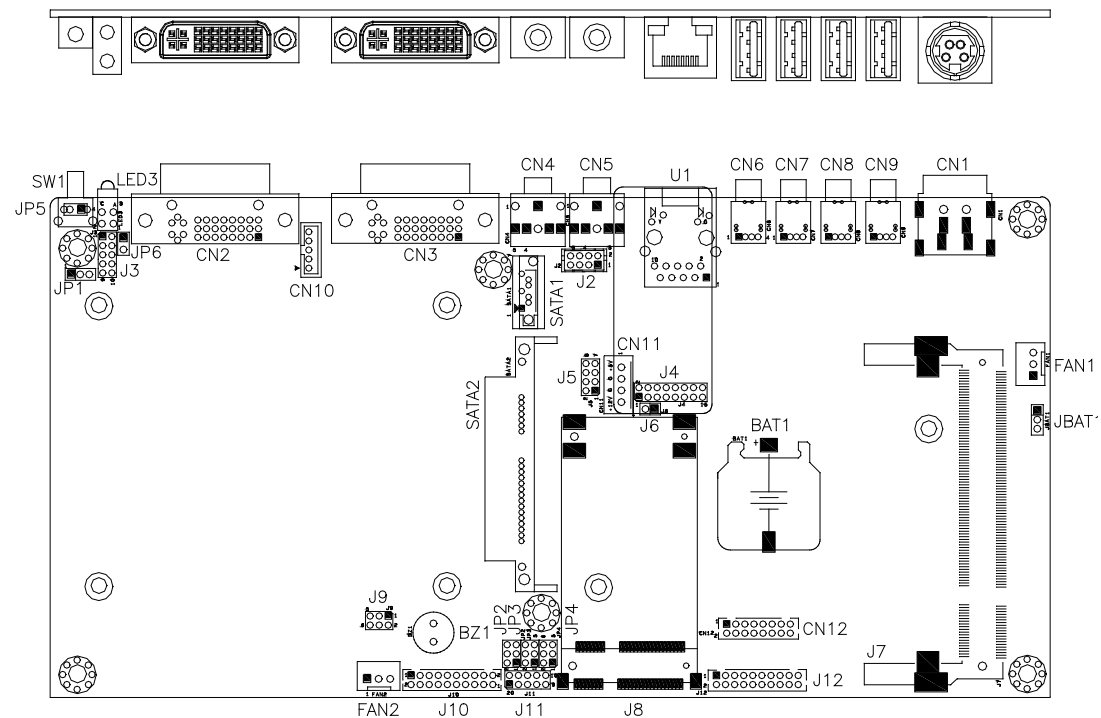 CN4 CN5 U1 CN6 CN7 CN8 CN9 CN1
SW1 LED3
JP5
JP6
J3
JP1
CN2
CN10
CN3
J2
SATA1
CN11
J5
J4
J6
SATA2
FAN1
JBAT1
BAT1
J9
BZ1
JP2
JP3
JP4
CN12
J7
FAN2
J10
J11
J8
J12